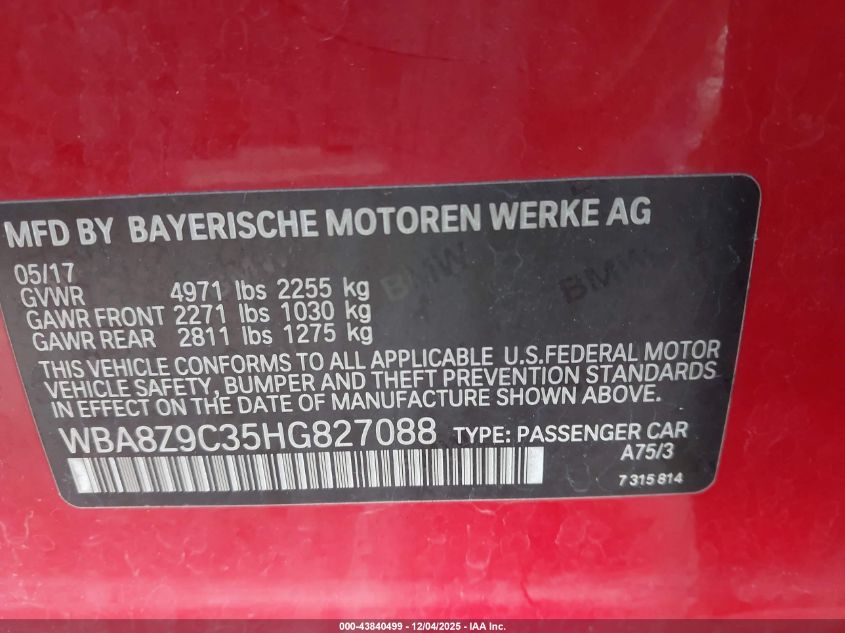 MFD BY BAYERISCHE MOTOREN WERKE AG
05/17
GVWR 4971 lbs 2255 kg
GAWR FRONT 2271 lbs 1030 kg
GAWR REAR 2811 lbs 1275 kg
THIS VEHICLE CONFORMS TO ALL APPLICABLE U.S.FEDERAL MOTOR
VEHICLE SAFETY, BUMPER AND THEFT PREVENTION STANDARDS
IN EFFECT ON THE DATE OF MANUFACTURE SHOWN ABOVE.
WBA8Z9C35HG827088 TYPE: PASSENGER CAR
A75/3
7 315 814
BMW
BMW
000-43840499 - 12/04/2025 - IAA Inc.